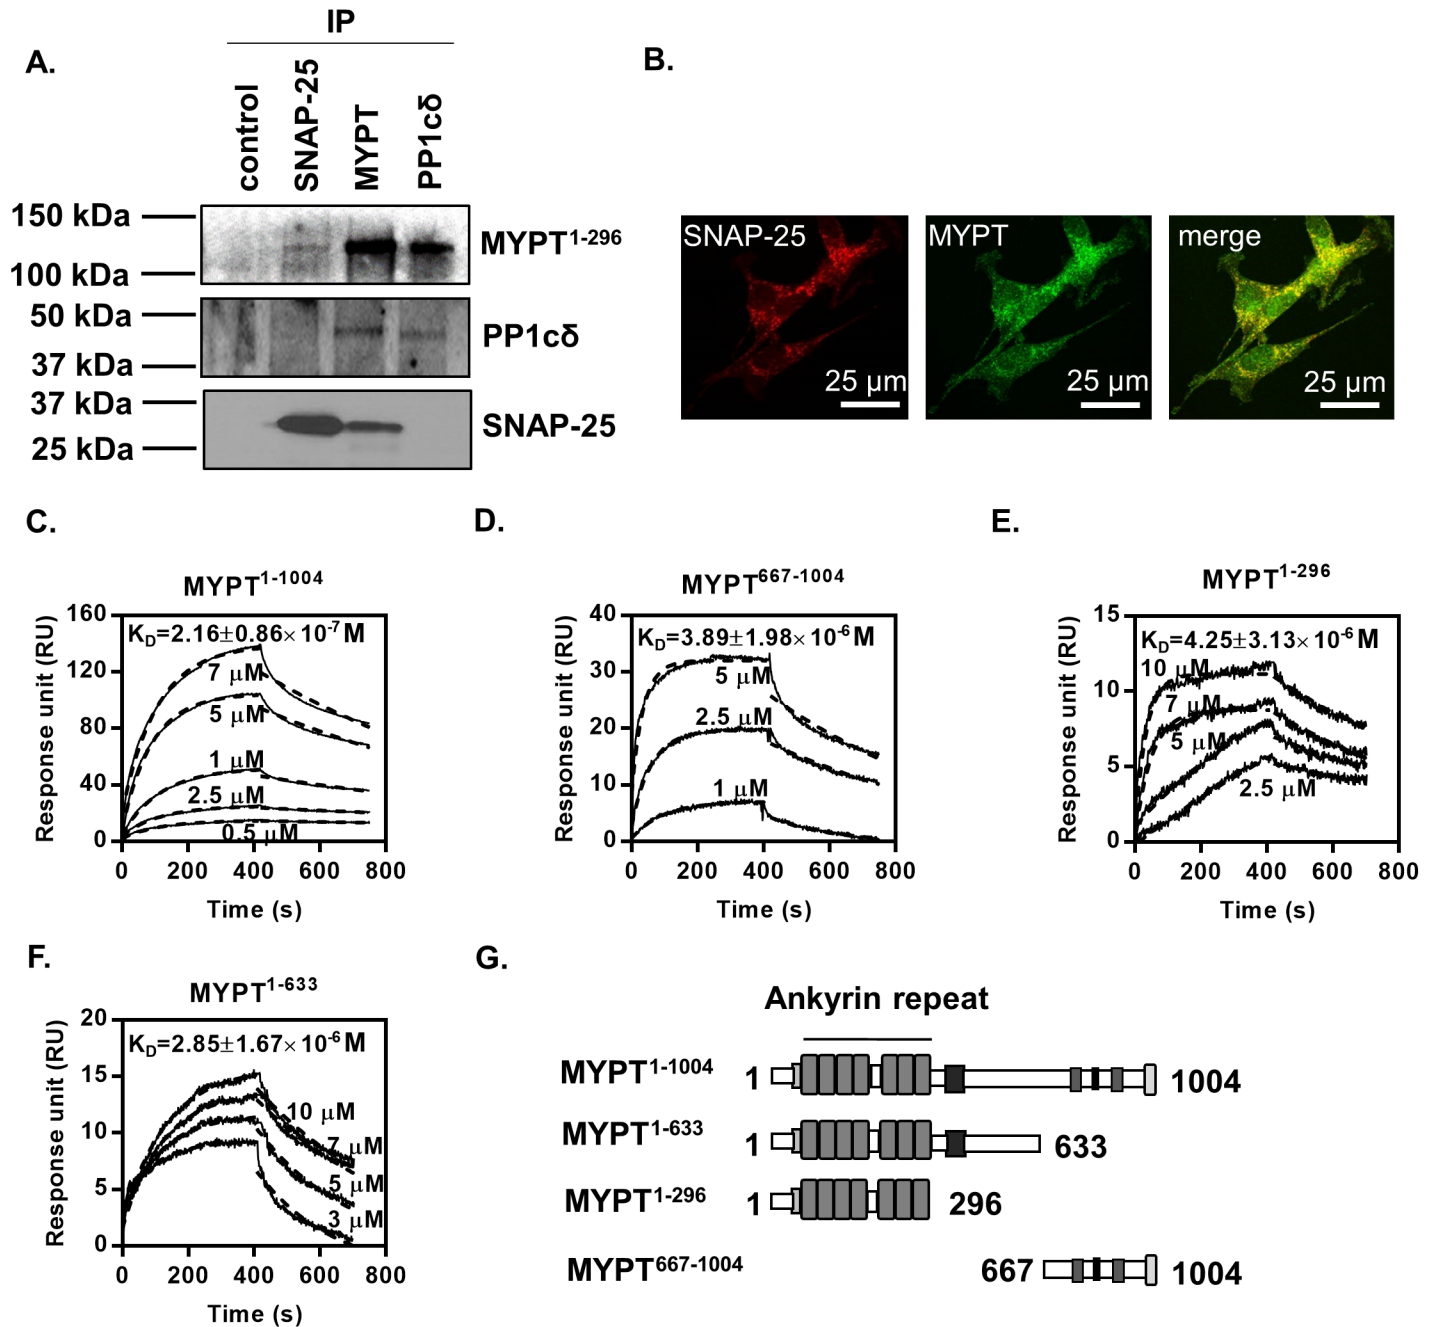 IP
A.
B.
control
SNAP-25
MYPT
PP1cδ
150 kDa
100 kDa
MYPT1-296
50 kDa
37 kDa
PP1cδ
37 kDa
25 kDa
SNAP-25
SNAP-25
25 μm
MYPT
25 μm
merge
25 μm
C.
MYPT1-1004
KD=2.16±0.86×10-7 M
Response unit (RU)
160
120
80
40
0
7 μM
5 μM
1 μM
2.5 μM
0.5 μM
0 200 400 600 800
Time (s)
D.
MYPT667-1004
KD=3.89±1.98×10-6 M
Response unit (RU)
40
30
20
10
0
5 μM
2.5 μM
1 μM
0 200 400 600 800
Time (s)
E.
MYPT1-296
KD=4.25±3.13×10-6 M
Response unit (RU)
15
10
5
0
10 μM
7 μM
5 μM
2.5 μM
0 200 400 600 800
Time (s)
F.
MYPT1-633
KD=2.85±1.67×10-6 M
Response unit (RU)
20
15
10
5
0
10 μM
7 μM
5 μM
3 μM
0 200 400 600 800
Time (s)
G.
Ankyrin repeat
MYPT1-1004 1 1004
MYPT1-633 1 633
MYPT1-296 1 296
MYPT667-1004 667 1004